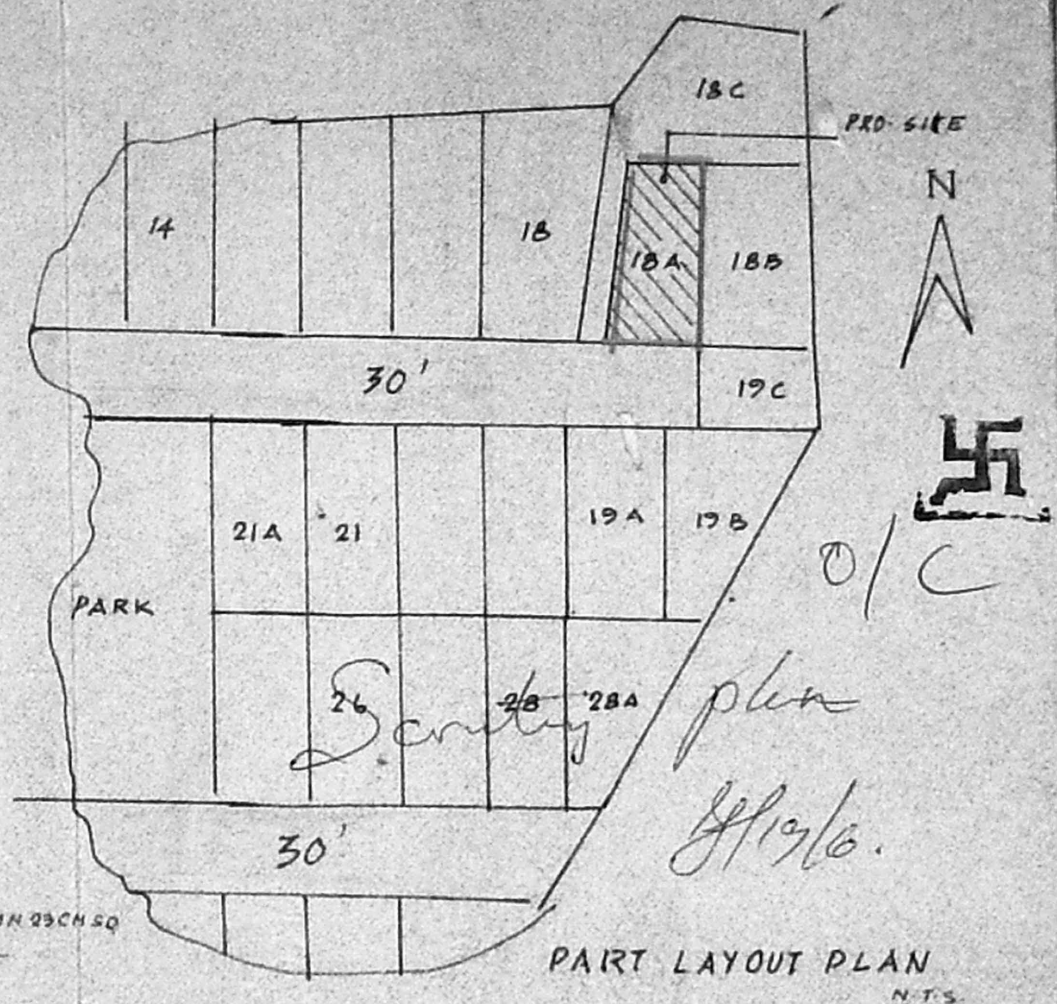 18C
PRO-SITE
N
14
18
18A
18B
30'
19C
21A
21
19A
19B
O/C
PARK
26
28
28A
Scrutiny plan
30'
PART LAYOUT PLAN
N.T.S